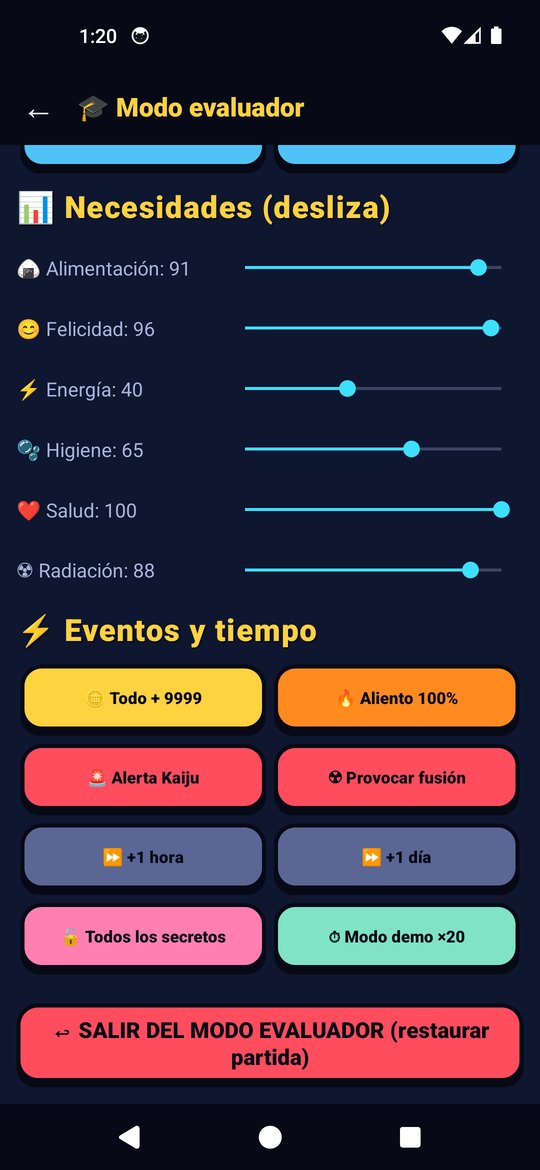 1:20
← 🎓 Modo evaluador
📊 Necesidades (desliza)
🍙 Alimentación: 91
😊 Felicidad: 96
⚡ Energía: 40
🫧 Higiene: 65
❤️ Salud: 100
☢ Radiación: 88
⚡ Eventos y tiempo
🪙 Todo + 9999
🔥 Aliento 100%
🚨 Alerta Kaiju
☢ Provocar fusión
⏩ +1 hora
⏩ +1 día
🔓 Todos los secretos
⏱ Modo demo ×20
↩ SALIR DEL MODO EVALUADOR (restaurar
partida)